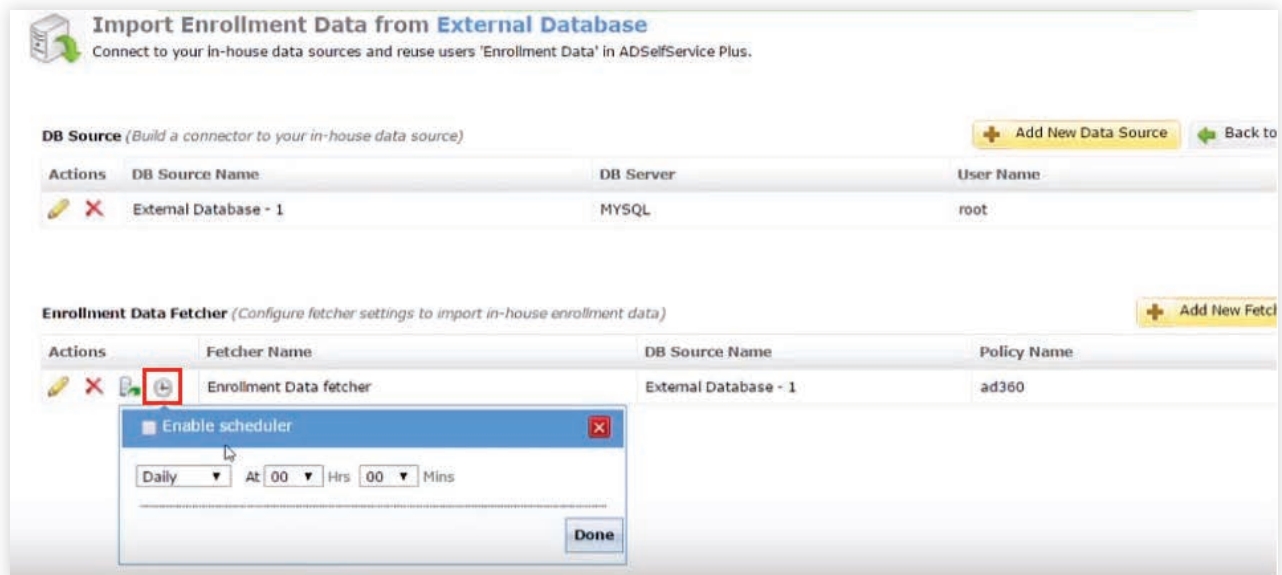 Import Enrollment Data from External Database
Connect to your in-house data sources and reuse users 'Enrollment Data' in ADSelfService Plus.
DB Source (Build a connector to your in-house data source)
Add New Data Source
Back to
Actions DB Source Name DB Server User Name
External Database - 1 MYSQL root
Enrollment Data Fetcher (Configure fetcher settings to import in-house enrollment data)
Add New Fetch
Actions Fetcher Name DB Source Name Policy Name
Enrollment Data fetcher External Database - 1 ad360
Enable scheduler
Daily At 00 Hrs 00 Mins
Done